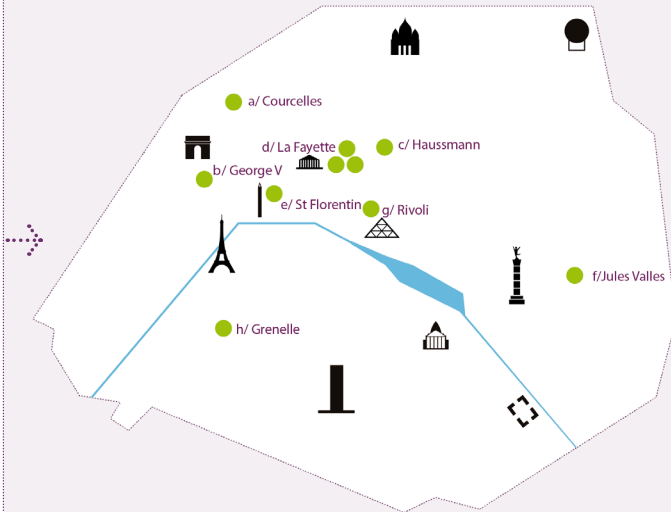 a/ Courcelles
d/ La Fayette
c/ Haussmann
b/ George V
e/ St Florentin
g/ Rivoli
f/Jules Valles
h/ Grenelle